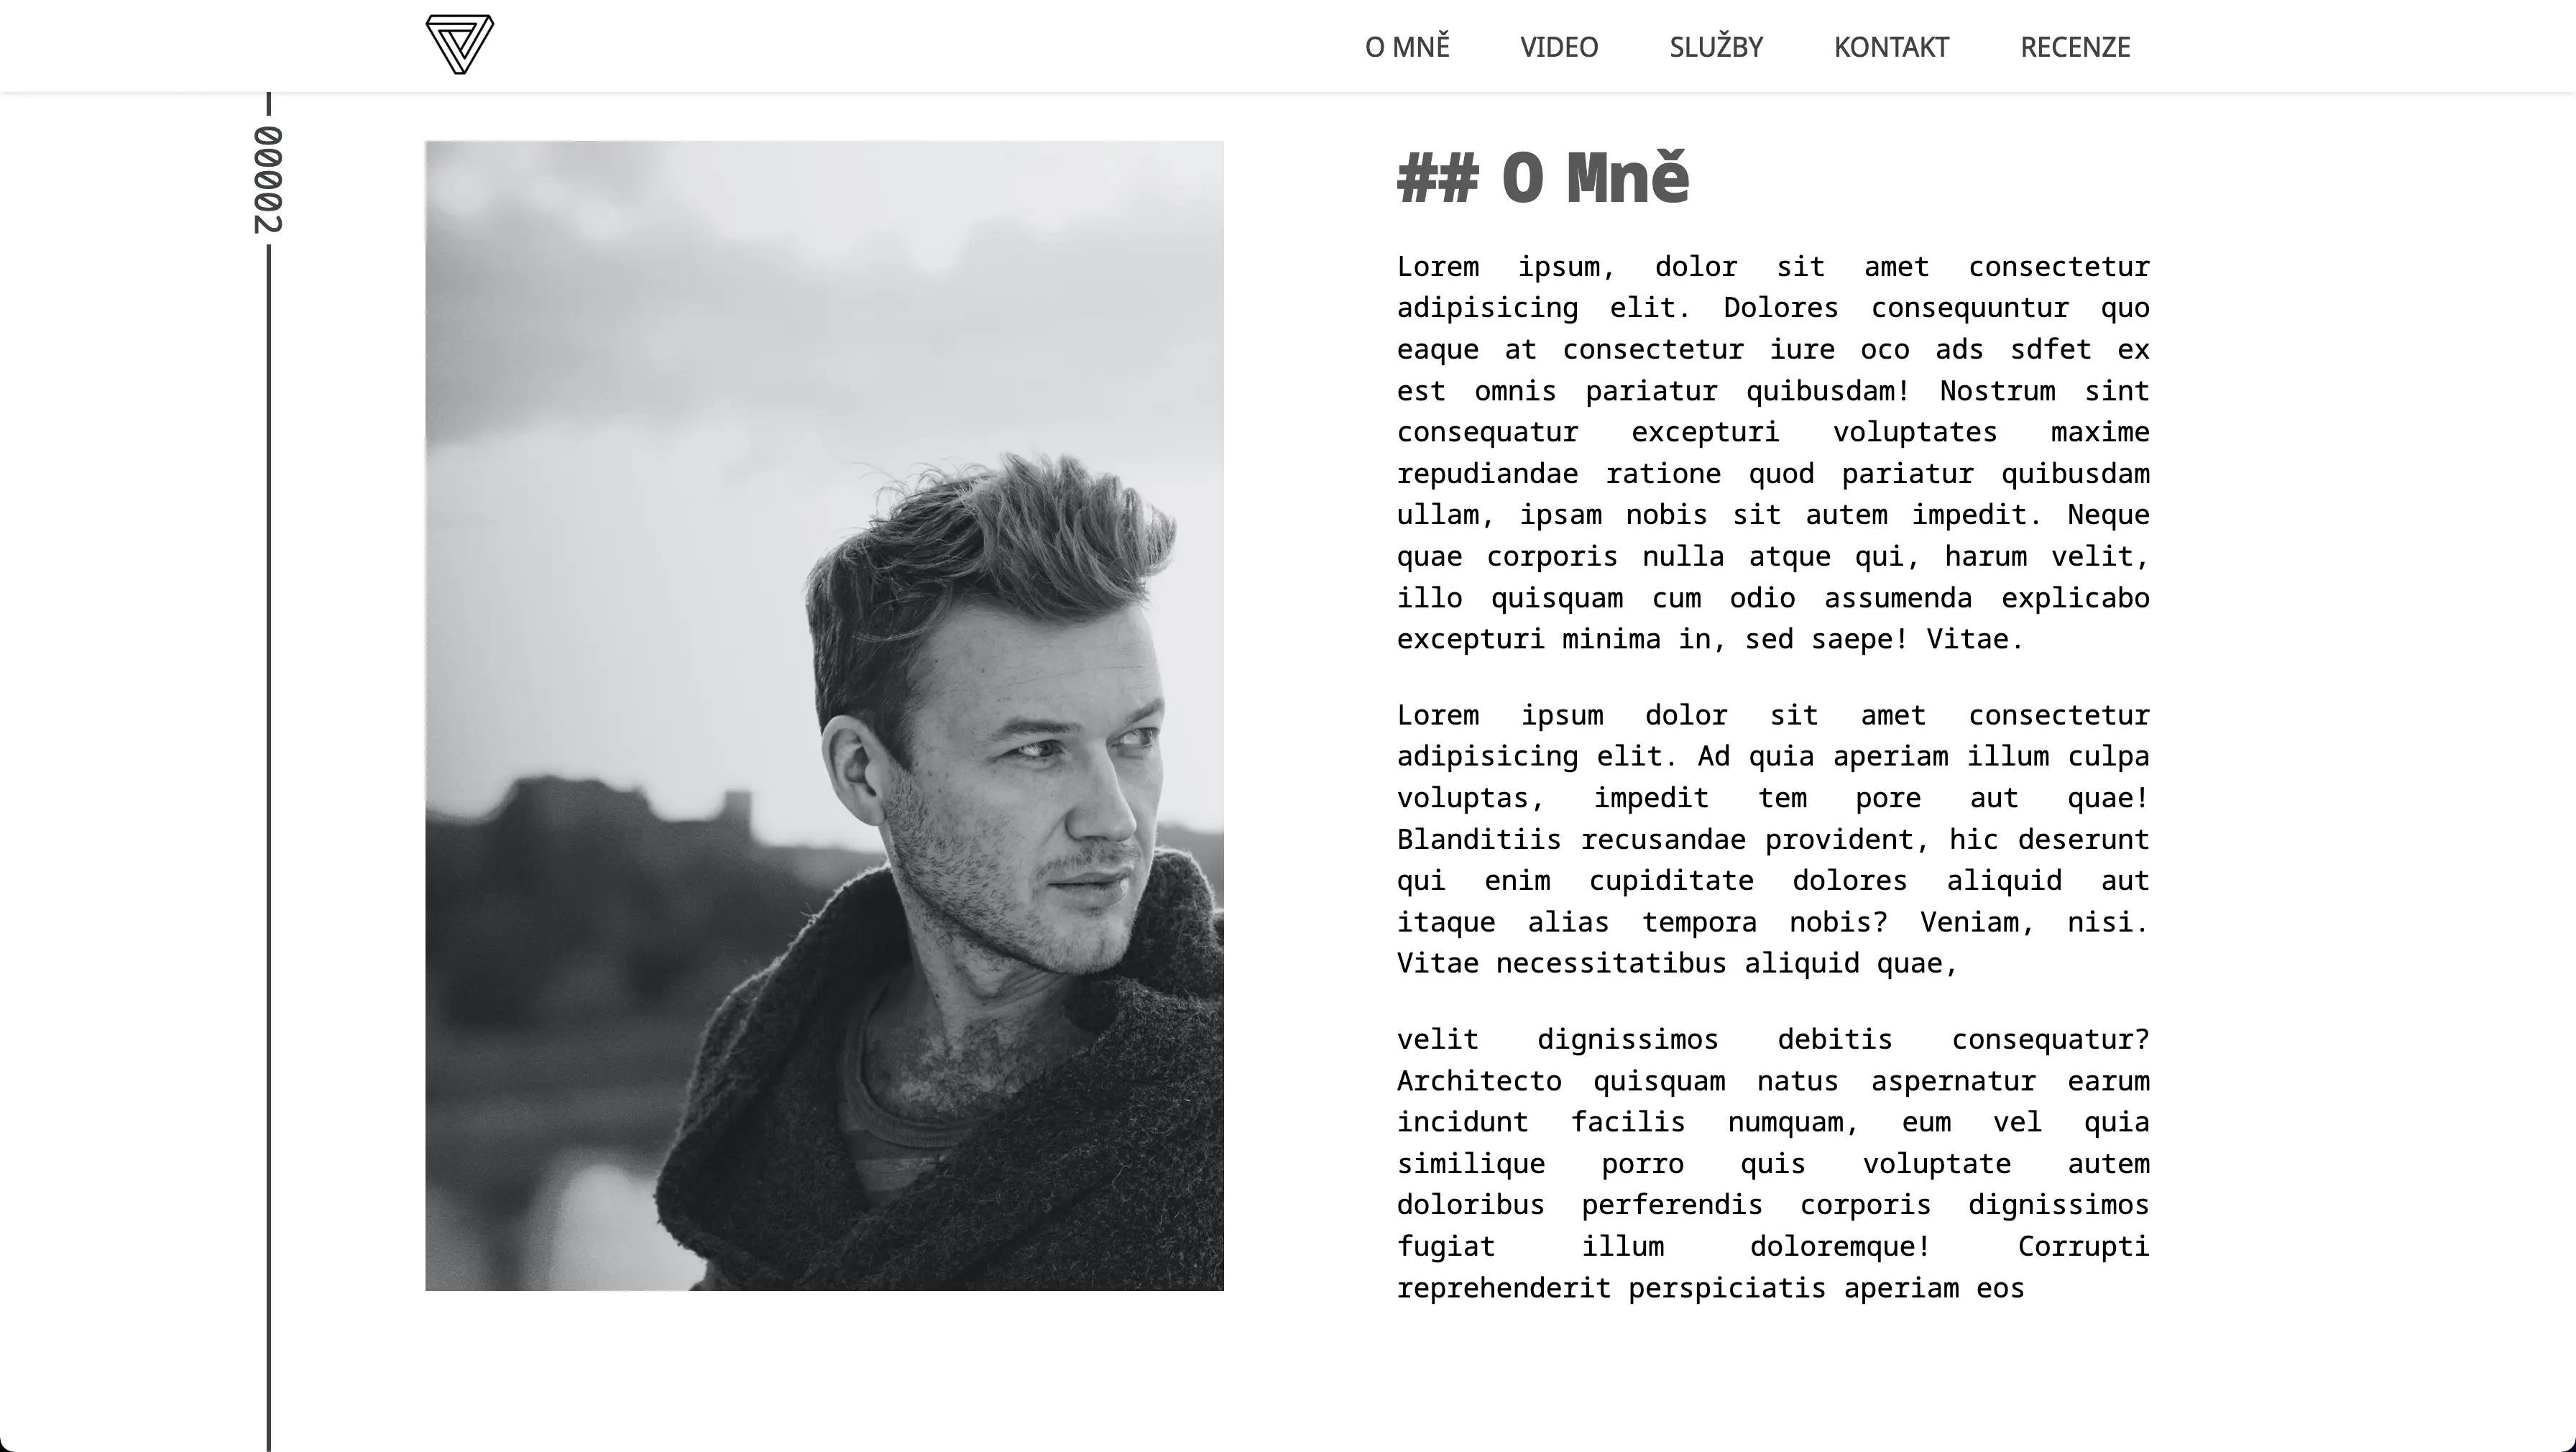 O MNĚ VIDEO SLUŽBY KONTAKT RECENZE
000002
## O Mně
Lorem ipsum, dolor sit amet consectetur
adipisicing elit. Dolores consequuntur quo
eaque at consectetur iure oco ads sdfet ex
est omnis pariatur quibusdam! Nostrum sint
consequatur excepturi voluptates maxime
repudiandae ratione quod pariatur quibusdam
ullam, ipsam nobis sit autem impedit. Neque
quae corporis nulla atque qui, harum velit,
illo quisquam cum odio assumenda explicabo
excepturi minima in, sed saepe! Vitae.
Lorem ipsum dolor sit amet consectetur
adipisicing elit. Ad quia aperiam illum culpa
voluptas, impedit tem pore aut quae!
Blanditiis recusandae provident, hic deserunt
qui enim cupiditate dolores aliquid aut
itaque alias tempora nobis? Veniam, nisi.
Vitae necessitatibus aliquid quae,
velit dignissimos debitis consequatur?
Architecto quisquam natus aspernatur earum
incidunt facilis numquam, eum vel quia
similique porro quis voluptate autem
doloribus perferendis corporis dignissimos
fugiat illum doloremque! Corrupti
reprehenderit perspiciatis aperiam eos